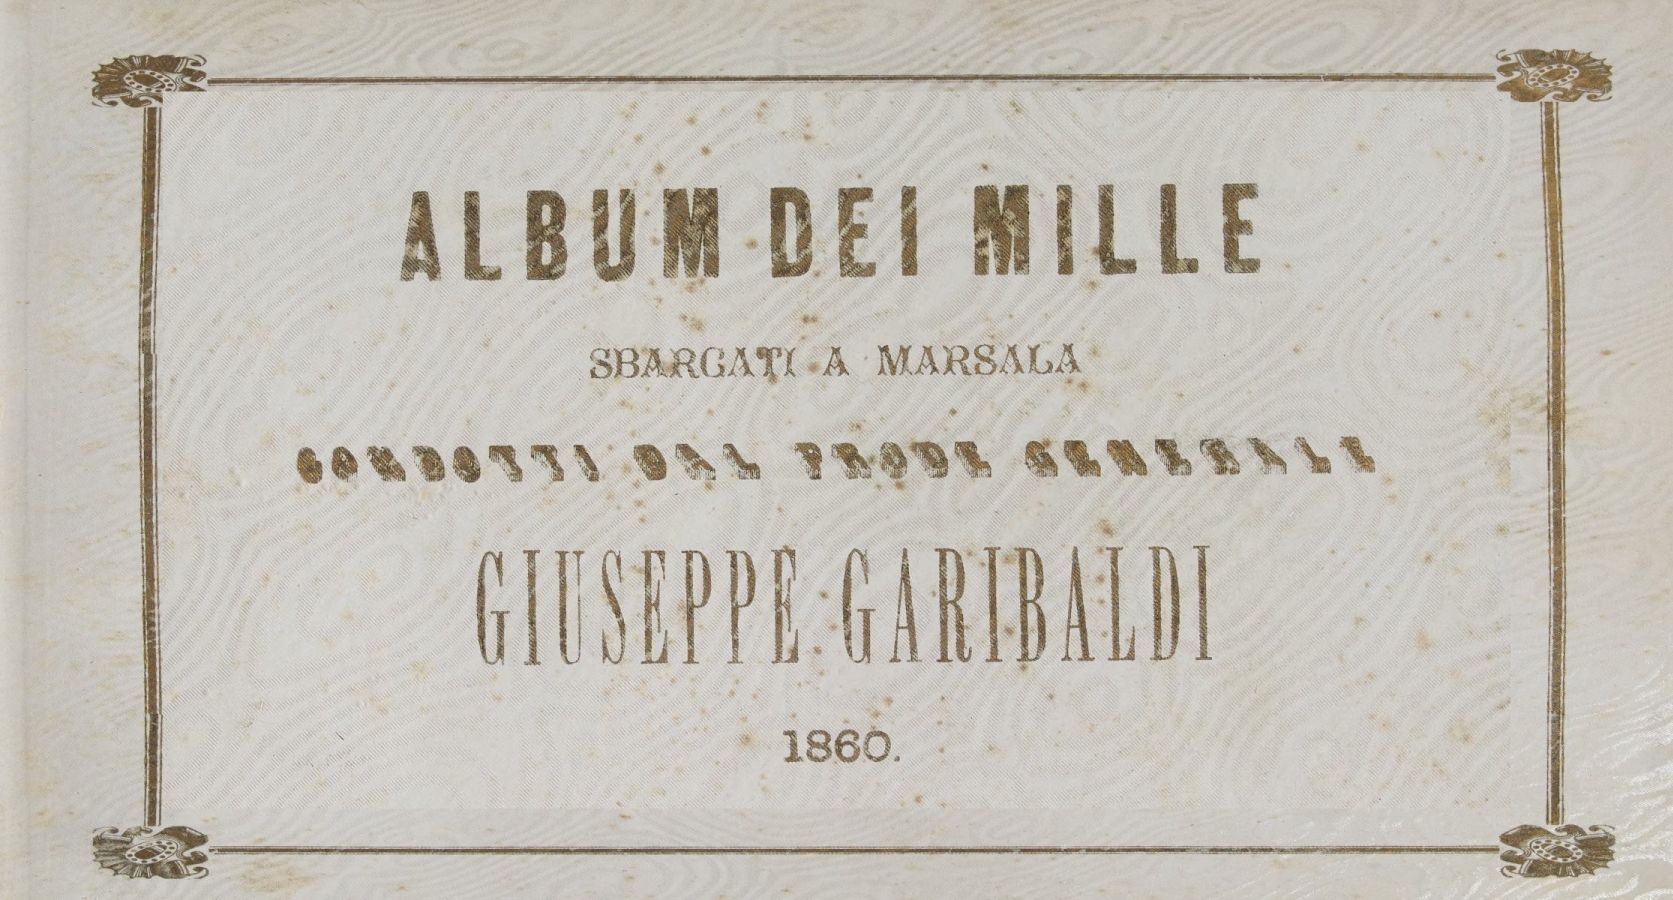 ALBUM DEI MILLE
SBARCATI A MARSALA
CONDOTTI DAL PRODE GENERALE
GIUSEPPE GARIBALDI
1860.